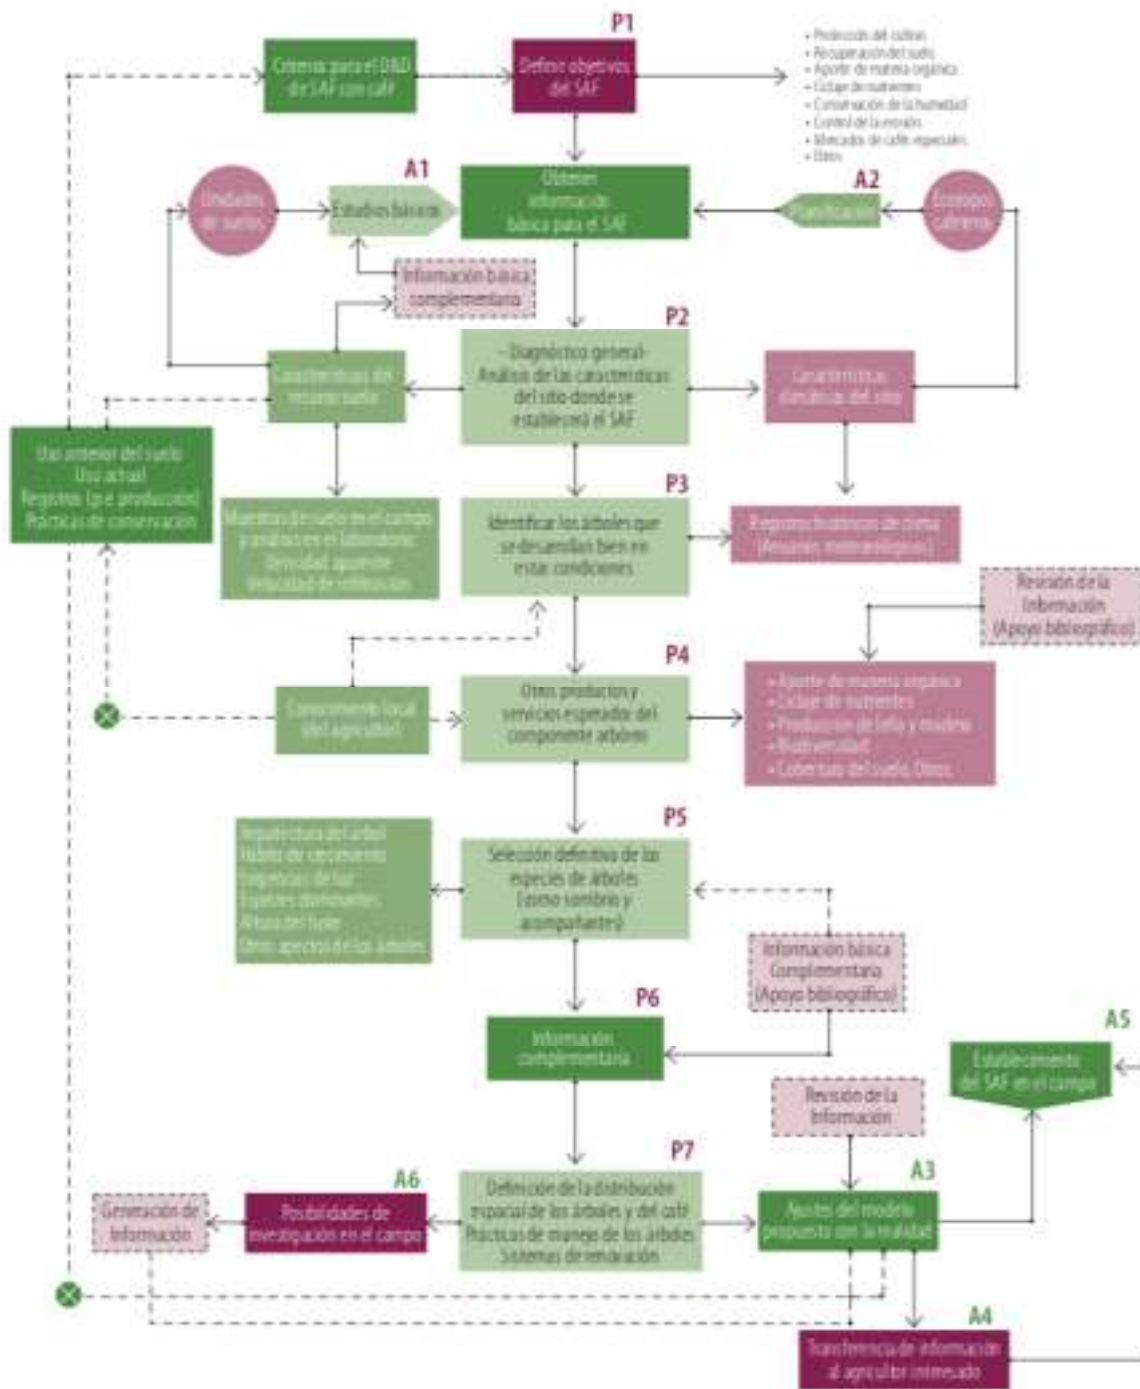 P1
Criterios para el D&D
de SAF con café
Definir objetivos
del SAF
• Protección del cultivo
• Recuperación del suelo
• Aporte de materia orgánica
• Ciclaje de nutrientes
• Conservación de la humedad
• Control de la erosión
• Mercados de cafés especiales
• Otros
A1
Unidades
de suelos
Estudios básicos
Obtener
información
básica para el SAF
A2
Planificación
Ecotopos
cafeteros
Información básica
complementaria
P2
Características del
recurso suelo
- Diagnóstico general-
Análisis de las características
del sitio donde se
establecerá el SAF
Características
climáticas del sitio
Uso anterior del suelo
Uso actual
Registros (p.e producción)
Prácticas de conservación
P3
Muestras de suelo en el campo
y análisis en el laboratorio
Densidad aparente
Velocidad de infiltración
Identificar los árboles que
se desarrollan bien en
estas condiciones
Registros históricos de clima
(Anuarios meteorológicos)
Revisión de la
Información
(Apoyo bibliográfico)
P4
Conocimiento local
(del agricultor)
Otros productos y
servicios esperados del
componente arbóreo
• Aporte de materia orgánica
• Ciclaje de nutrientes
• Producción de leña y madera
• Biodiversidad
• Cobertura del suelo, Otros
P5
Arquitectura del árbol
Hábito de crecimiento
Exigencias de luz
Especies dominantes
Altura del fuste
Otros aspectos de los árboles
Selección definitiva de las
especies de árboles
(como sombrío y
acompañantes)
Información básica
Complementaria
(Apoyo bibliográfico)
P6
Información
complementaria
A5
Establecimiento
del SAF en el campo
Revisión de la
Información
P7
A3
A6
Generación de
Información
Posibilidades de
investigación en el campo
Definición de la distribución
espacial de los árboles y del café
Prácticas de manejo de los árboles
Sistemas de renovación
Ajustes del modelo
propuesto con la realidad
A4
Transferencia de información
al agricultor interesado